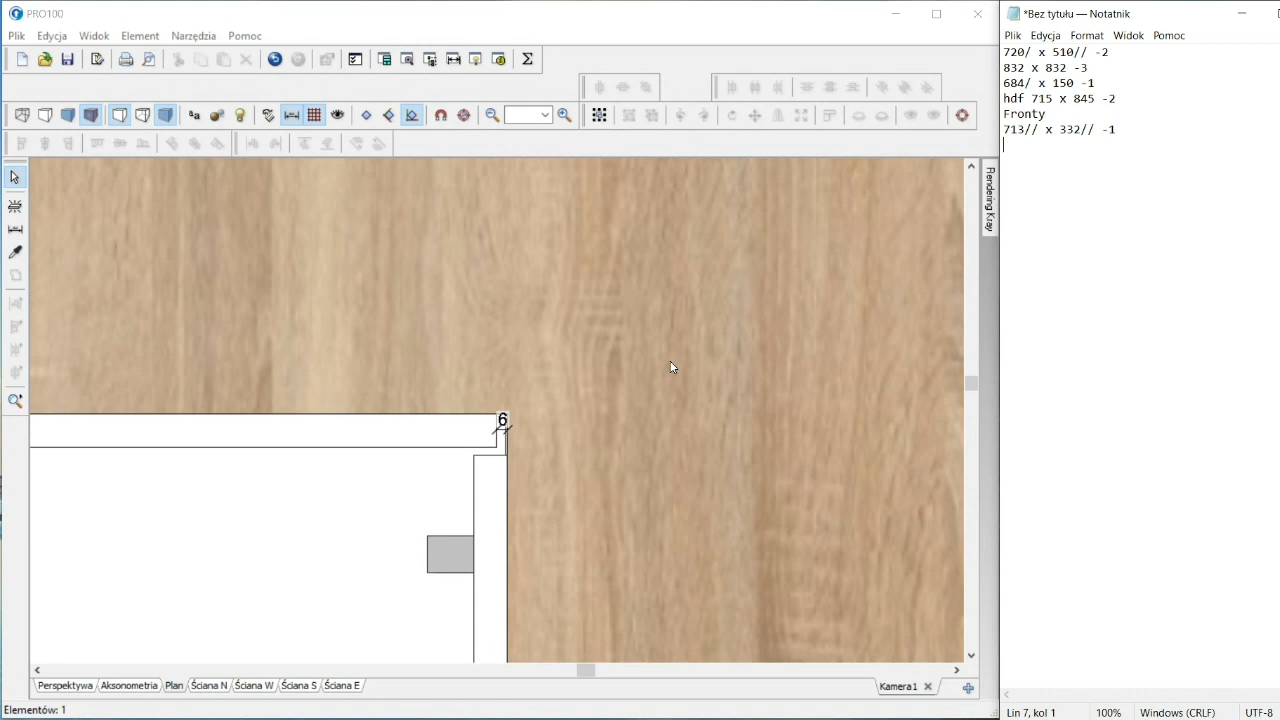 PRO100
*Bez tytułu — Notatnik
Plik Edycja Widok Element Narzędzia Pomoc
Plik Edycja Format Widok Pomoc
720/ x 510// -2
832 x 832 -3
684/ x 150 -1
hdf 715 x 845 -2
Fronty
713// x 332// -1
Rendering Kray
6
Perspektywa Aksonometria Plan Ściana N Ściana W Ściana S Ściana E
Kamera1
Elementów: 1
Lin 7, kol 1 100% Windows (CRLF) UTF-8